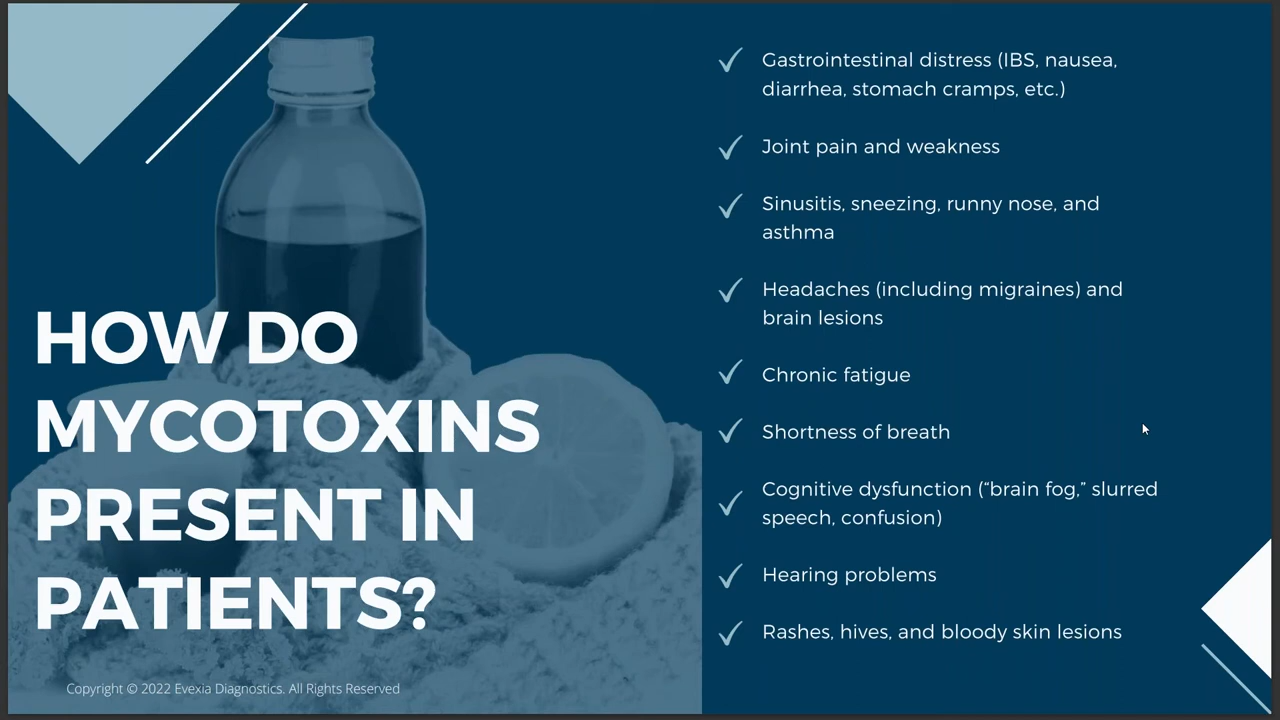 HOW DO
MYCOTOXINS
PRESENT IN
PATIENTS?
Copyright © 2022 Evexia Diagnostics. All Rights Reserved
Gastrointestinal distress (IBS, nausea,
diarrhea, stomach cramps, etc.)
Joint pain and weakness
Sinusitis, sneezing, runny nose, and
asthma
Headaches (including migraines) and
brain lesions
Chronic fatigue
Shortness of breath
Cognitive dysfunction (“brain fog,” slurred
speech, confusion)
Hearing problems
Rashes, hives, and bloody skin lesions